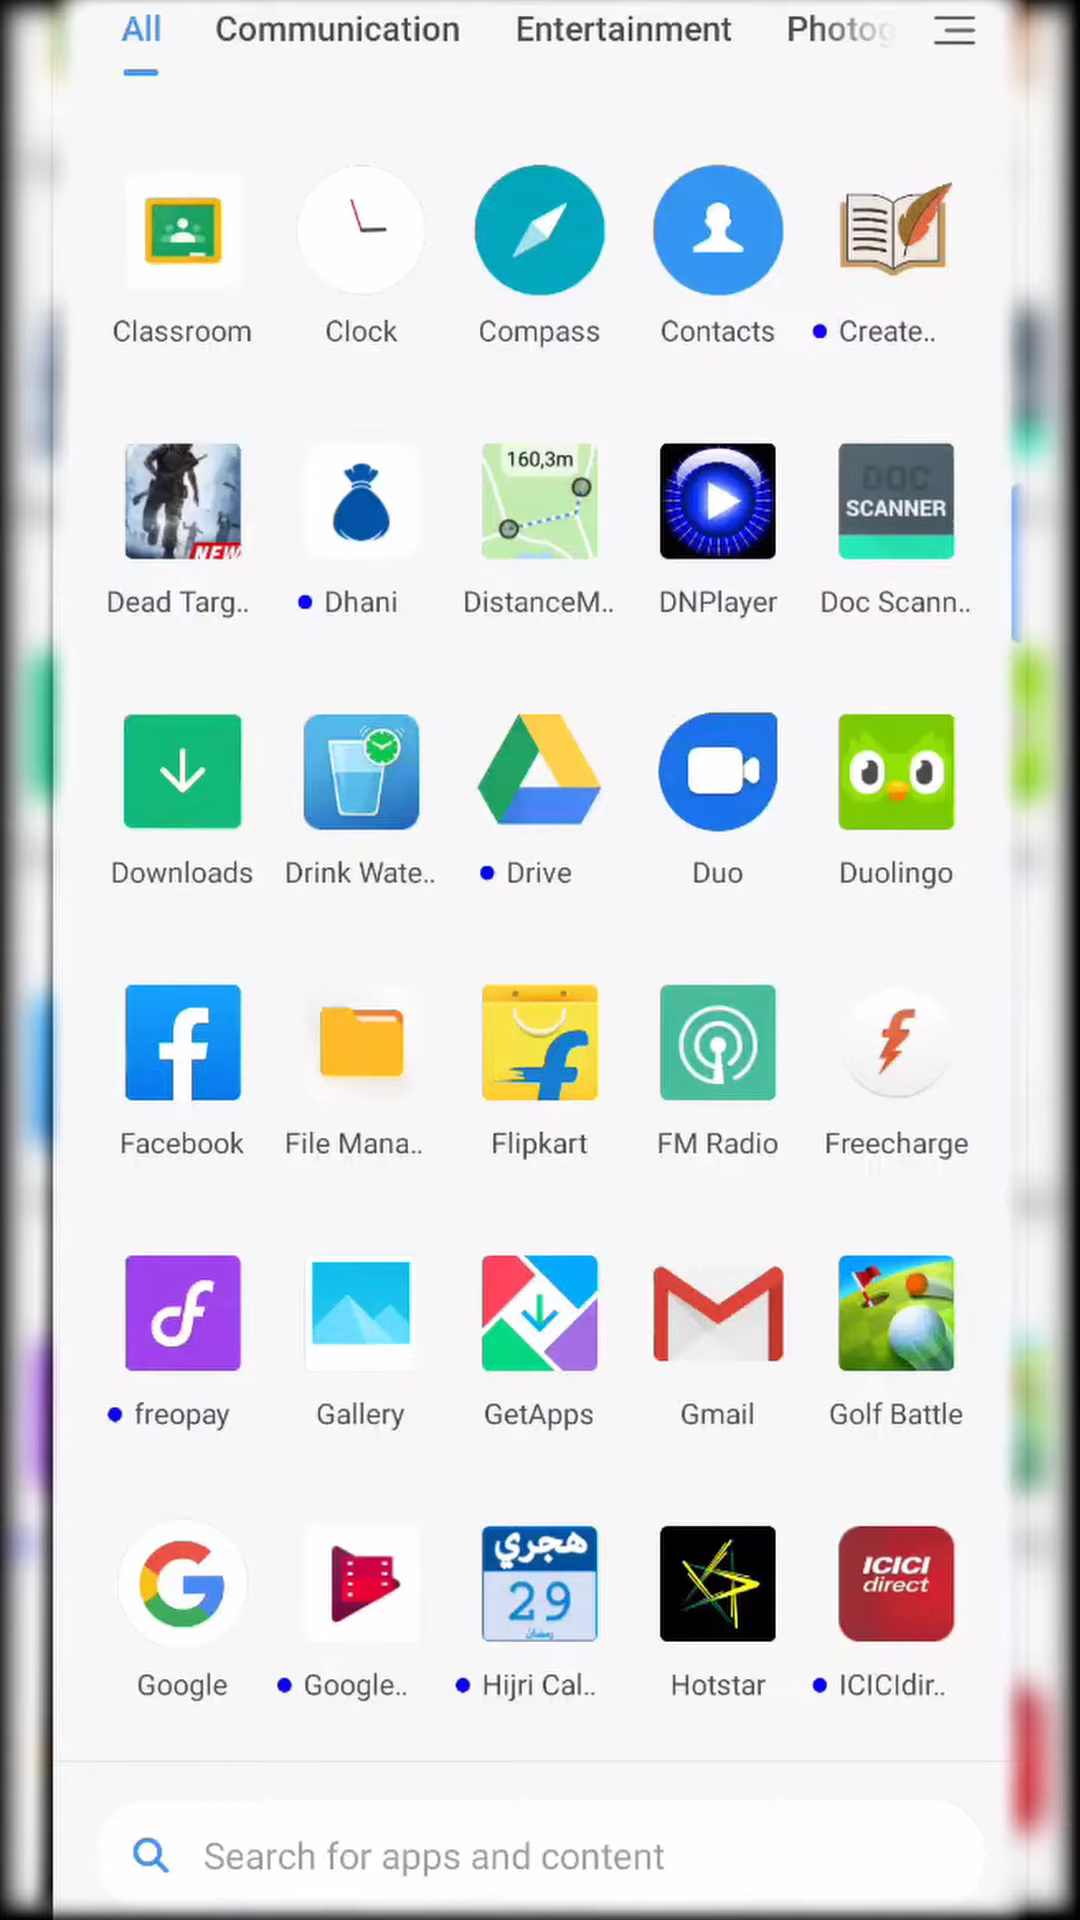 All Communication Entertainment Photog
Classroom Clock Compass Contacts Create..
160,3m
DOC
SCANNER
NEW
Dead Targ.. Dhani DistanceM.. DNPlayer Doc Scann..
Downloads Drink Wate.. Drive Duo Duolingo
Facebook File Mana.. Flipkart FM Radio Freecharge
freopay Gallery GetApps Gmail Golf Battle
هجري
29
رمضان
ICICI
direct
Google Google.. Hijri Cal.. Hotstar ICICIdir..
Search for apps and content